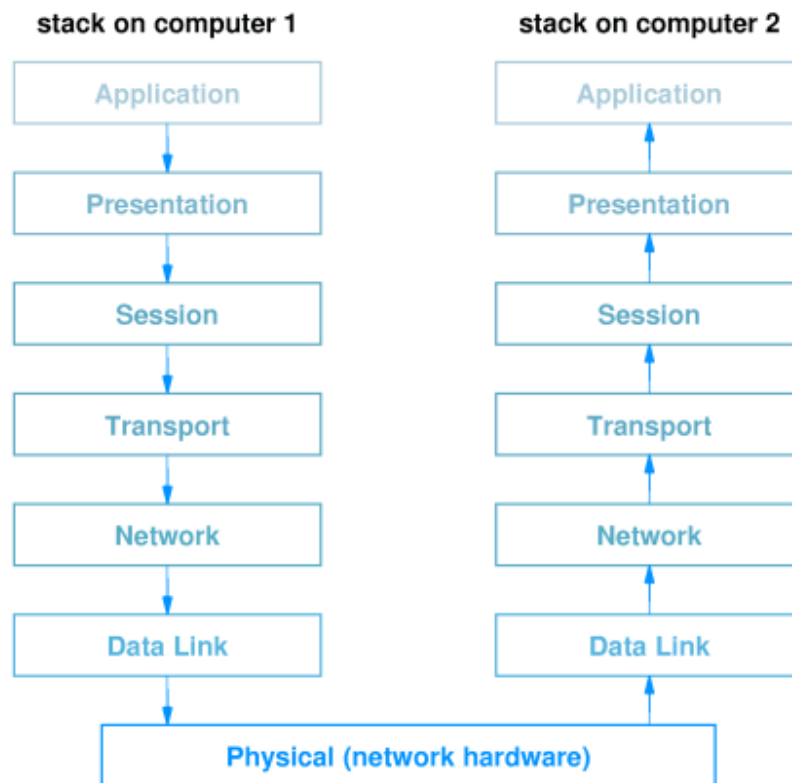 stack on computer 1
stack on computer 2
Application
Application
Presentation
Presentation
Session
Session
Transport
Transport
Network
Network
Data Link
Data Link
Physical (network hardware)